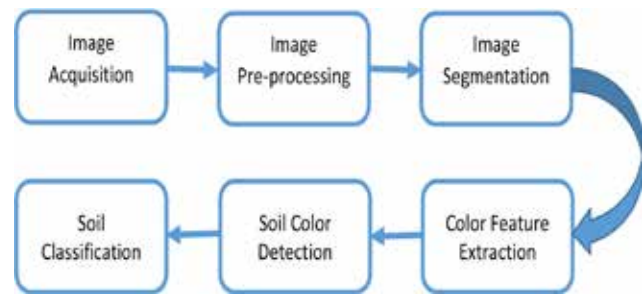 Image
Acquisition
Image
Pre-processing
Image
Segmentation
Color Feature
Extraction
Soil Color
Detection
Soil
Classification